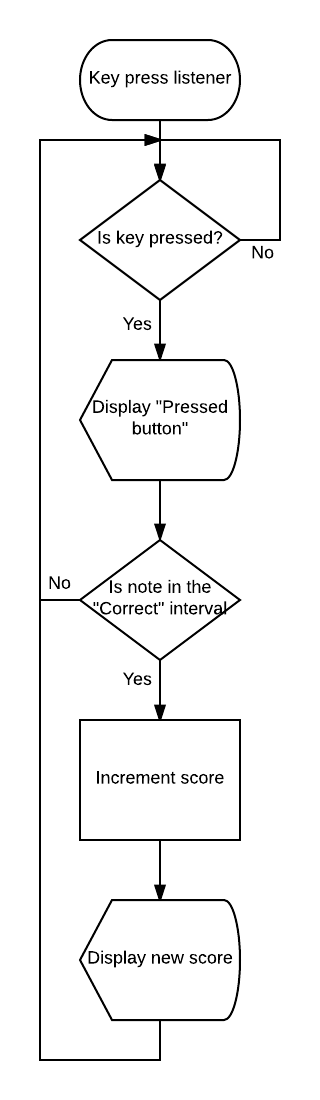 Key press listener
Is key pressed?
No
Yes
Display "Pressed
button"
No
Is note in the
"Correct" interval
Yes
Increment score
Display new score